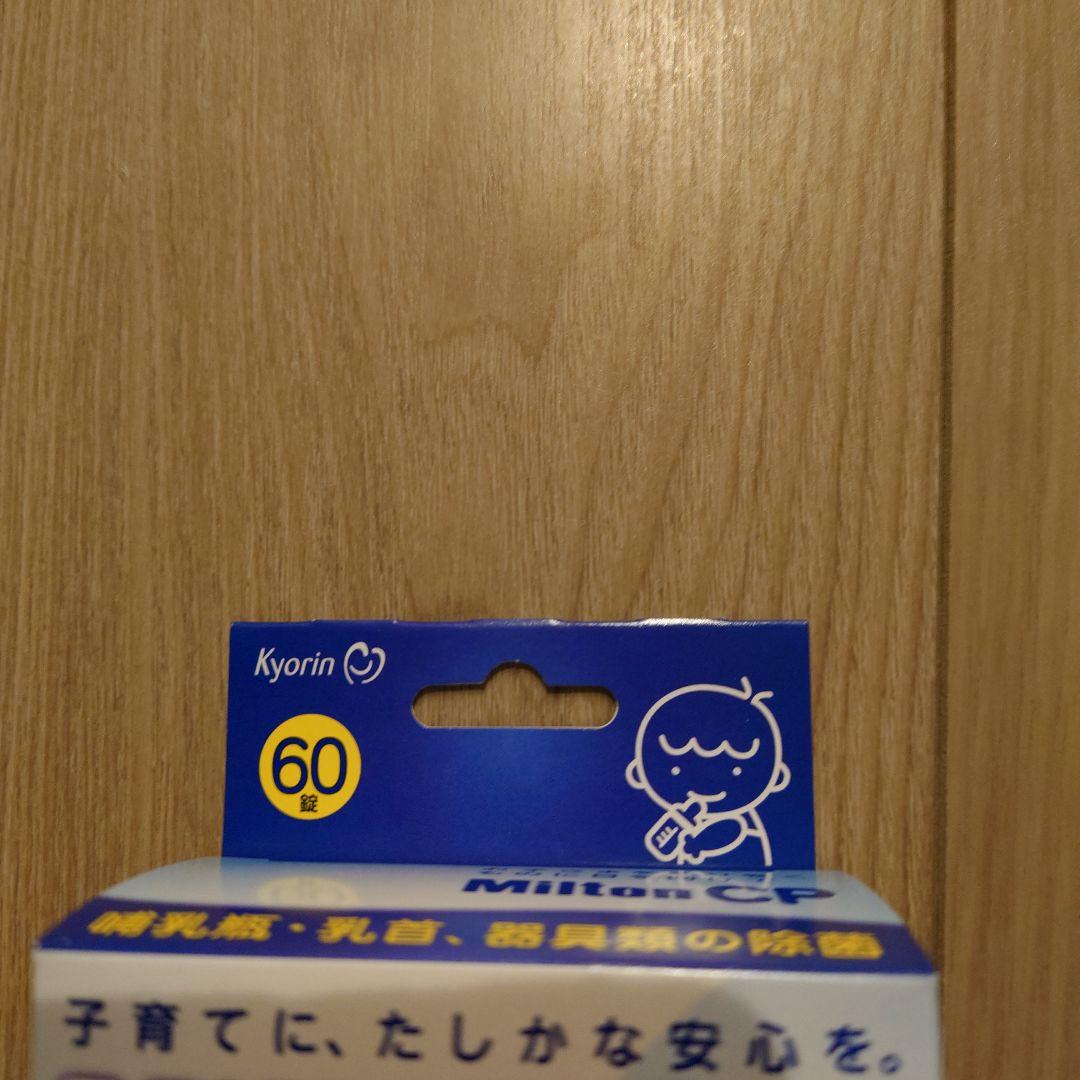 Kyorin
60
錠
Milton CP
哺乳瓶・乳首、器具類の除菌
子育てに、たしかな安心を。